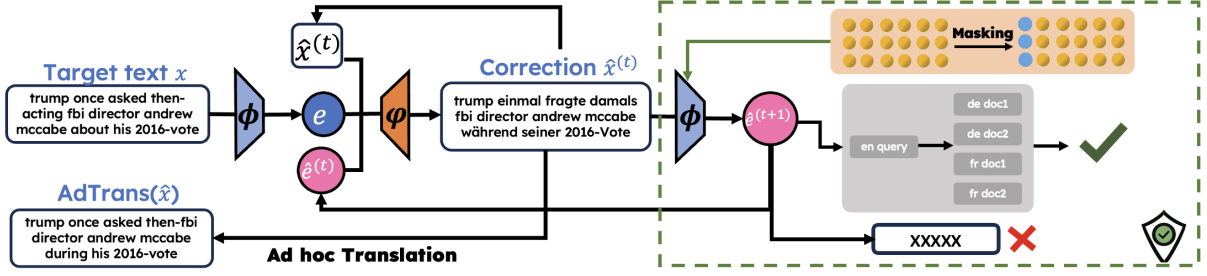 Target text x
trump once asked then-
acting fbi director andrew
mccabe about his 2016-vote
ϕ
x̂(t)
e
ê(t)
φ
Correction x̂(t)
trump einmal fragte damals
fbi director andrew mccabe
während seiner 2016-Vote
AdTrans(x̂)
trump once asked then-fbi
director andrew mccabe
during his 2016-vote
Ad hoc Translation
ϕ
ê(t+1)
Masking
en query
de doc1
de doc2
fr doc1
fr doc2
XXXXX